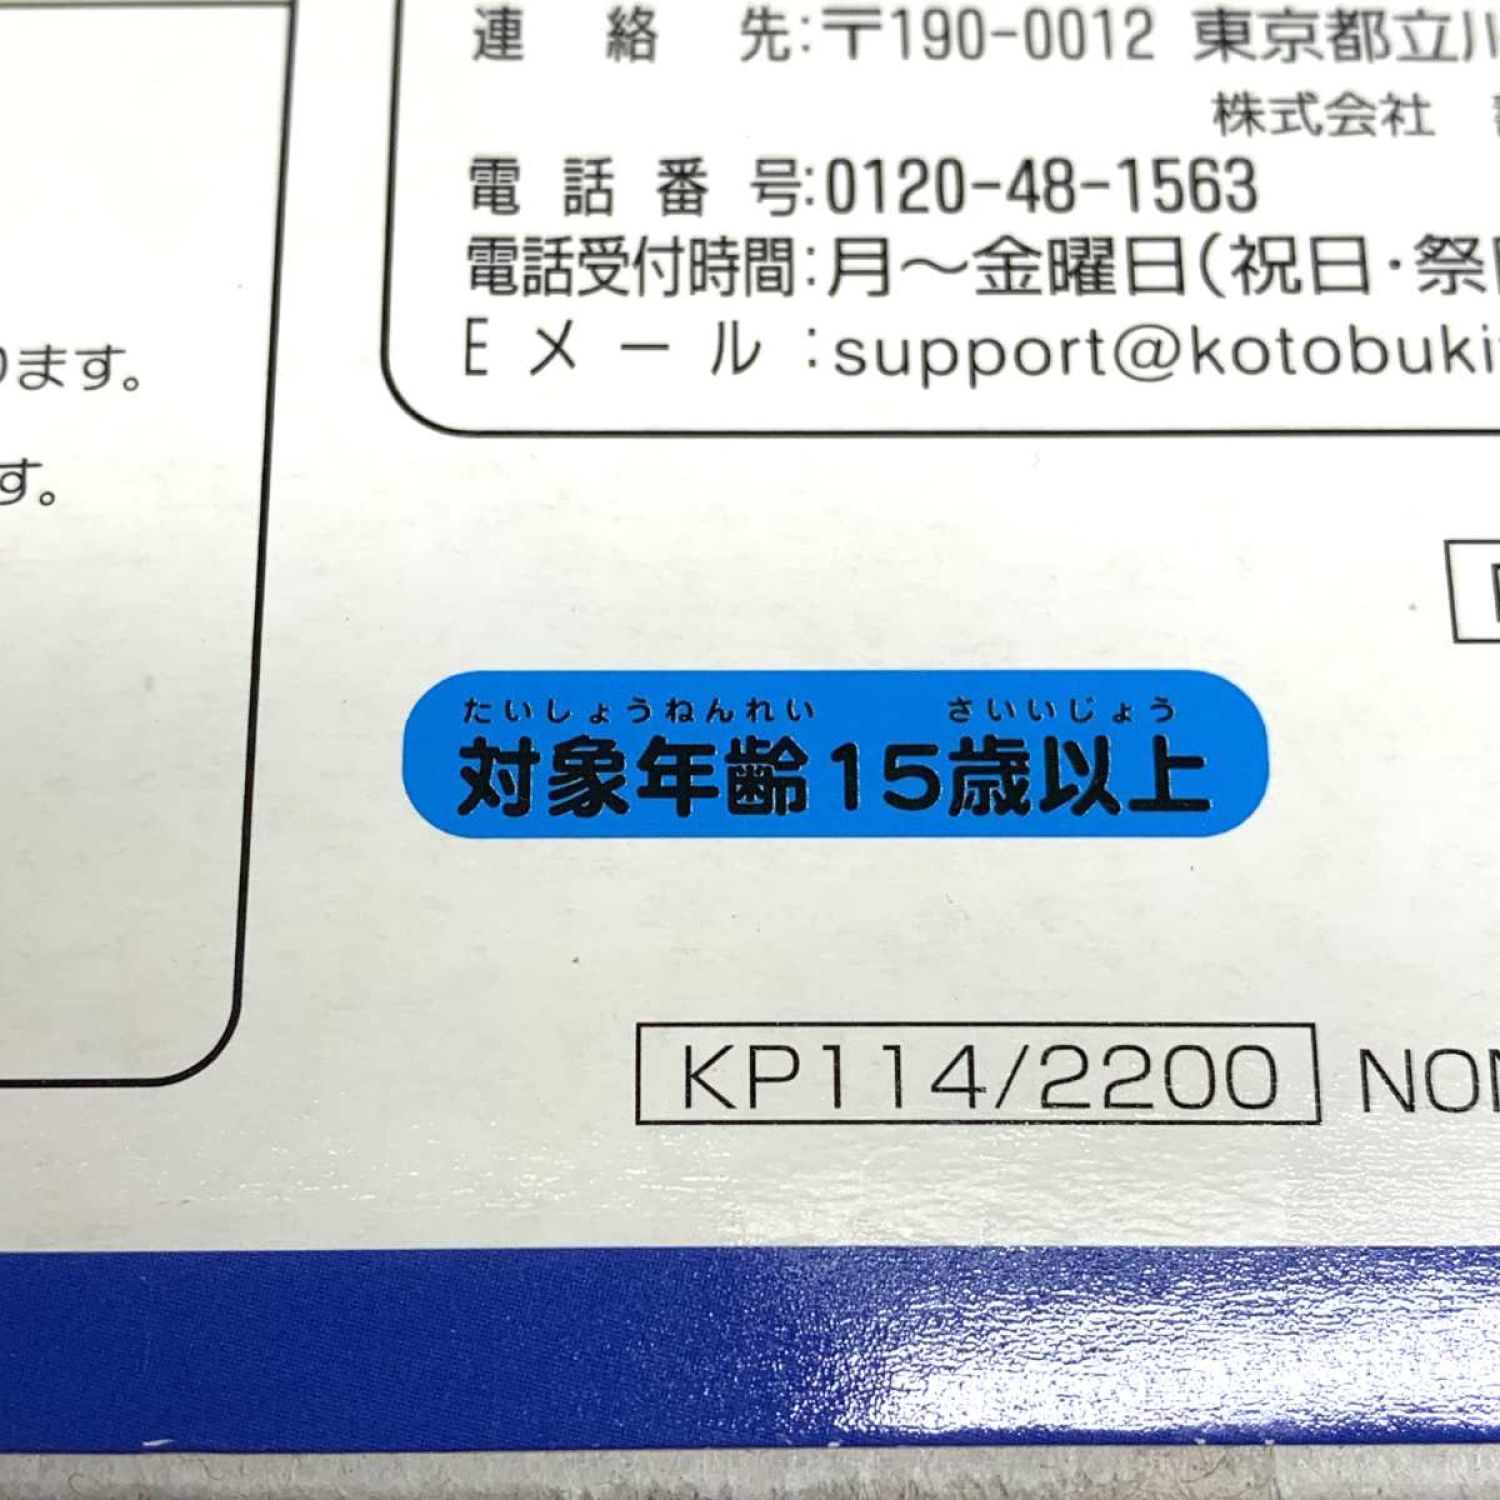 連絡先:〒190-0012 東京都立川
株式会社
電話番号:0120-48-1563
電話受付時間:月〜金曜日(祝日・祭
Eメール:support@kotobuki
ります。
す。
たいしょうねんれい さいいじょう
対象年齢15歳以上
KP114/2200 NON